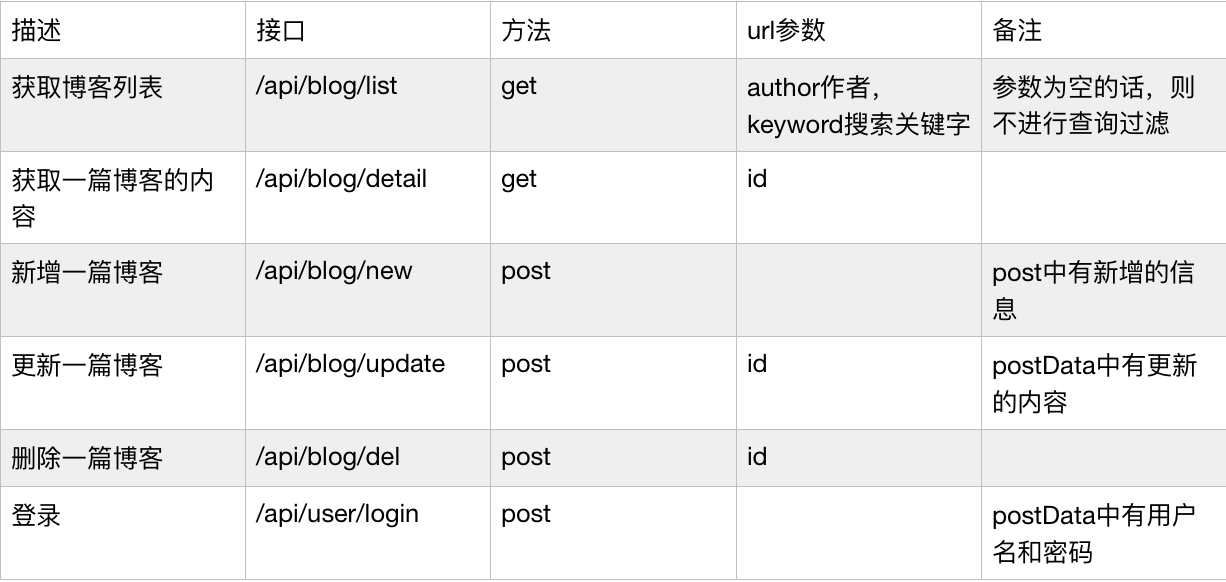 描述 接口 方法 url参数 备注
获取博客列表 /api/blog/list get author作者， 参数为空的话，则
keyword搜索关键字 不进行查询过滤
获取一篇博客的内 /api/blog/detail get id
容
新增一篇博客 /api/blog/new post post中有新增的信
息
更新一篇博客 /api/blog/update post id postData中有更新
的内容
删除一篇博客 /api/blog/del post id
登录 /api/user/login post postData中有用户
名和密码